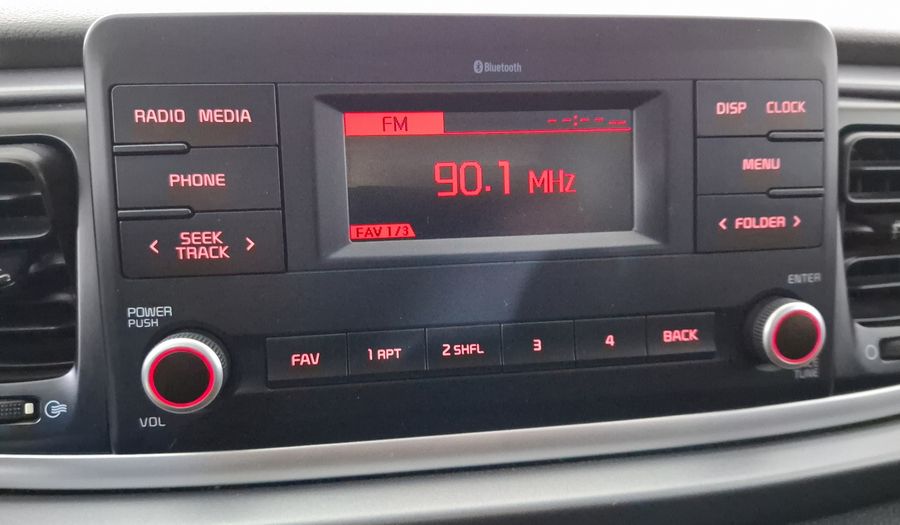 Bluetooth
RADIO MEDIA
PHONE
< SEEK >
TRACK
FM
--:-- --
90.1 MHz
FAV 1/3
DISP CLOCK
MENU
< FOLDER >
POWER
PUSH
VOL
FAV
1 RPT
2 SHFL
3
4
BACK
ENTER
TUNE